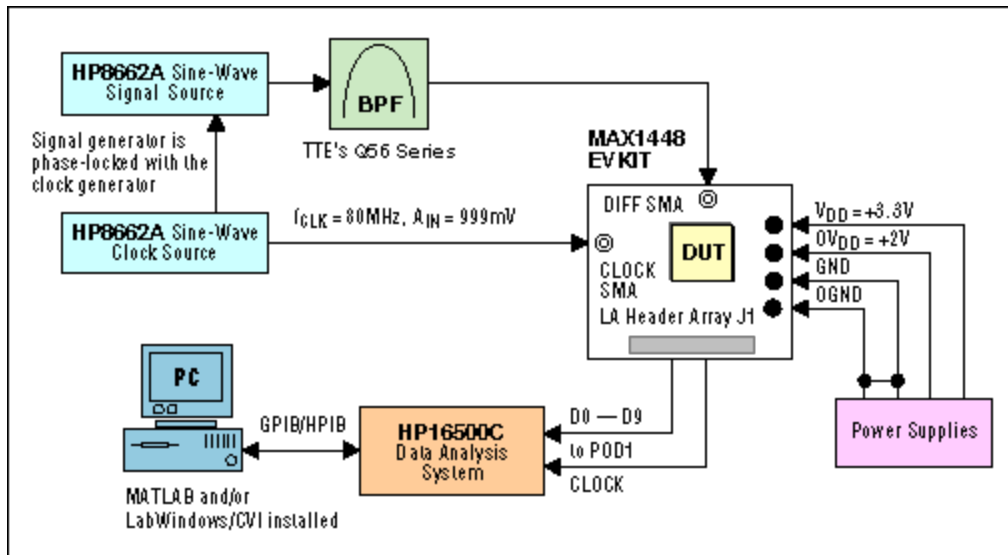 HP8662A Sine-Wave
Signal Source
BPF
TTE's Q56 Series
Signal generator is
phase-locked with the
clock generator
HP8662A Sine-Wave
Clock Source
fCLK = 80MHz, AIN = 999mV
MAX1448
EVKIT
DIFF SMA
DUT
CLOCK
SMA
LA Header Array J1
VDD = +3.3V
OVDD = +2V
GND
OGND
Power Supplies
PC
GPIB/HPIB
HP16500C
Data Analysis
System
D0 — D9
to POD1
CLOCK
MATLAB and/or
LabWindows/CVI installed